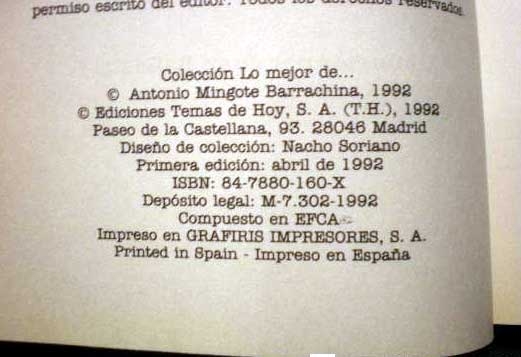 permiso escrito del editor. Todos los derechos reservados.
Colección Lo mejor de...
© Antonio Mingote Barrachina, 1992
© Ediciones Temas de Hoy, S. A. (T.H.), 1992
Paseo de la Castellana, 93. 28046 Madrid
Diseño de colección: Nacho Soriano
Primera edición: abril de 1992
ISBN: 84-7880-160-X
Depósito legal: M-7.302-1992
Compuesto en EFCA
Impreso en GRAFIRIS IMPRESORES, S. A.
Printed in Spain - Impreso en España